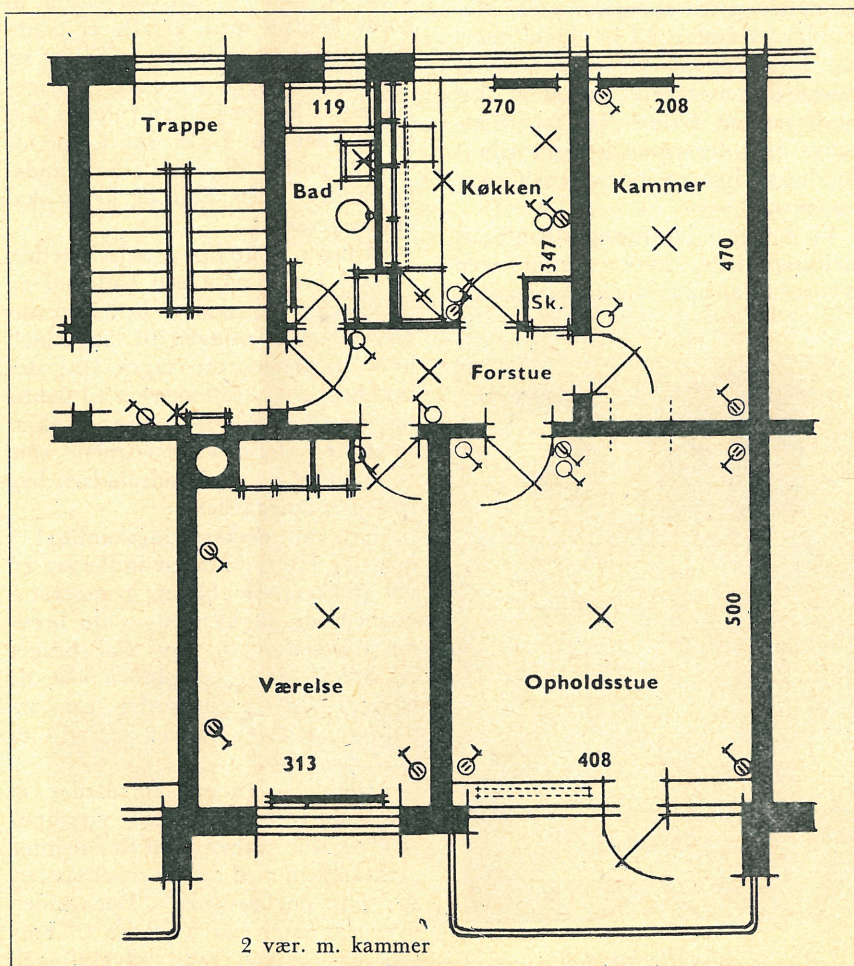 119
270
208
Trappe
Bad
Køkken
Kammer
347
470
Sk.
Forstue
500
Værelse
Opholdsstue
313
408
2 vær. m. kammer